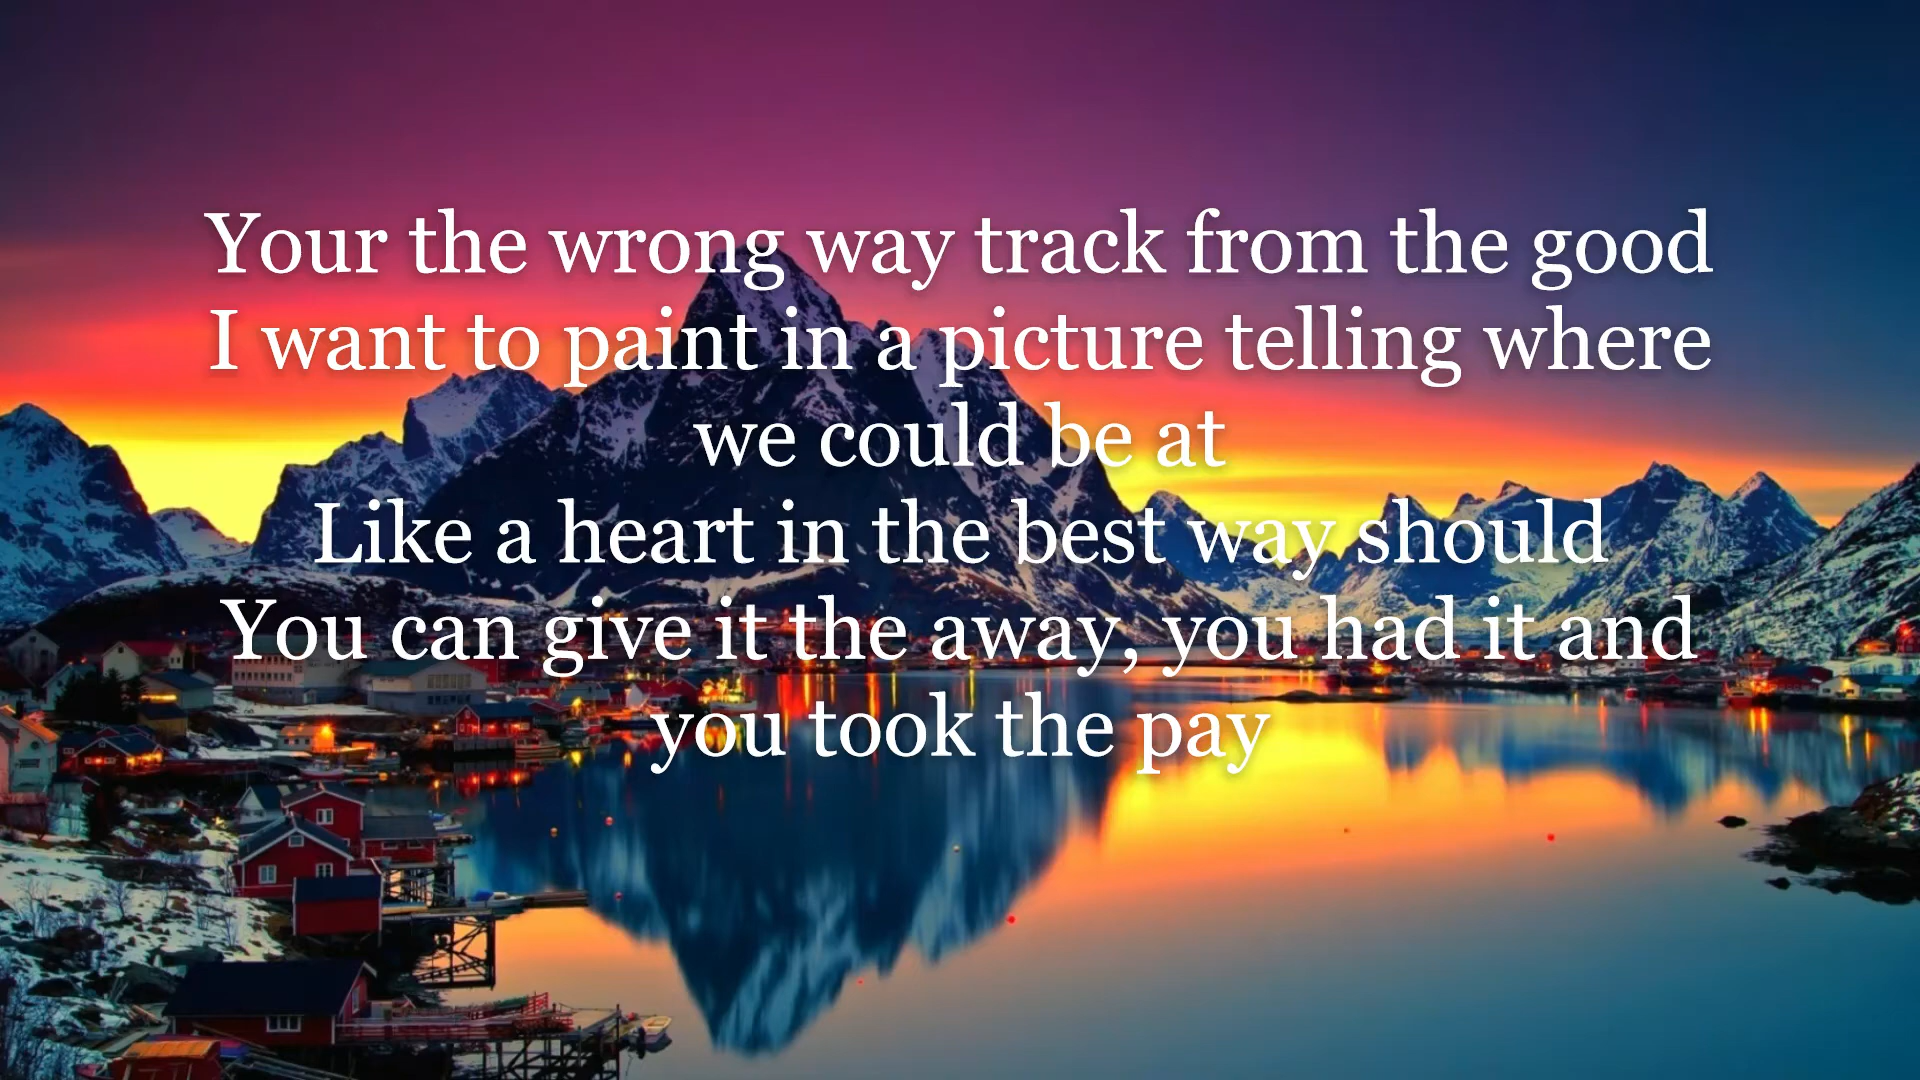 Your the wrong way track from the good
I want to paint in a picture telling where
we could be at
Like a heart in the best way should
You can give it the away, you had it and
you took the pay